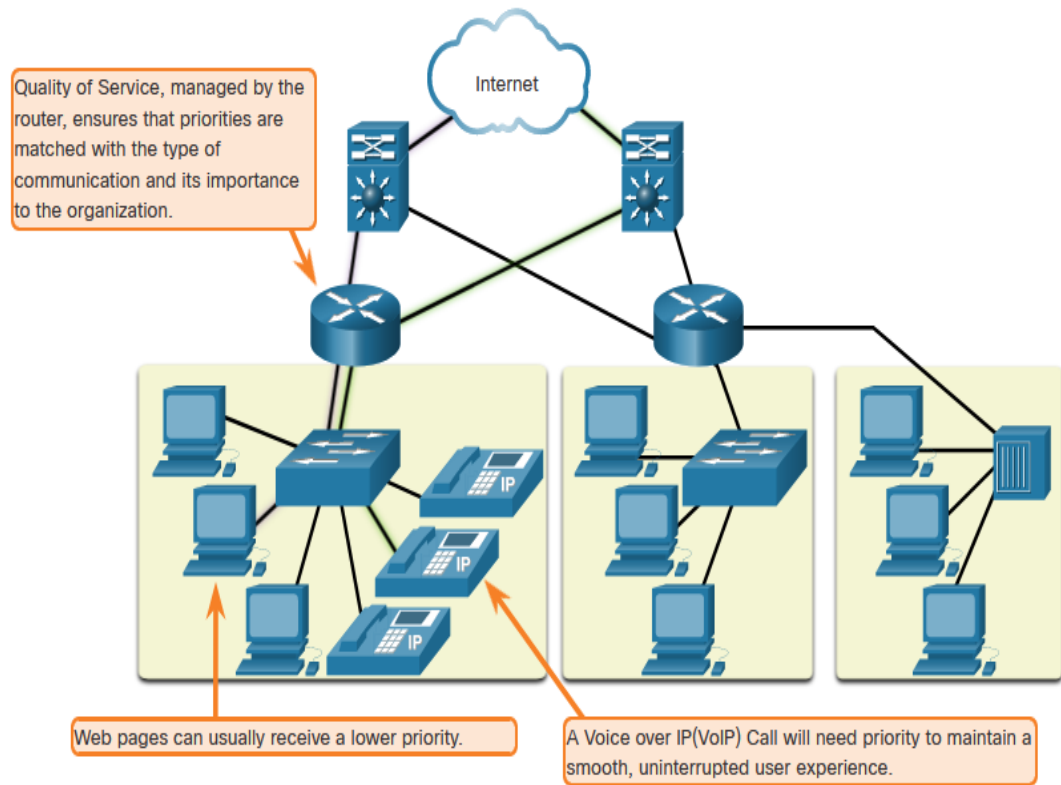 Internet
Quality of Service, managed by the
router, ensures that priorities are
matched with the type of
communication and its importance
to the organization.
IP
IP
IP
Web pages can usually receive a lower priority.
A Voice over IP(VoIP) Call will need priority to maintain a
smooth, uninterrupted user experience.